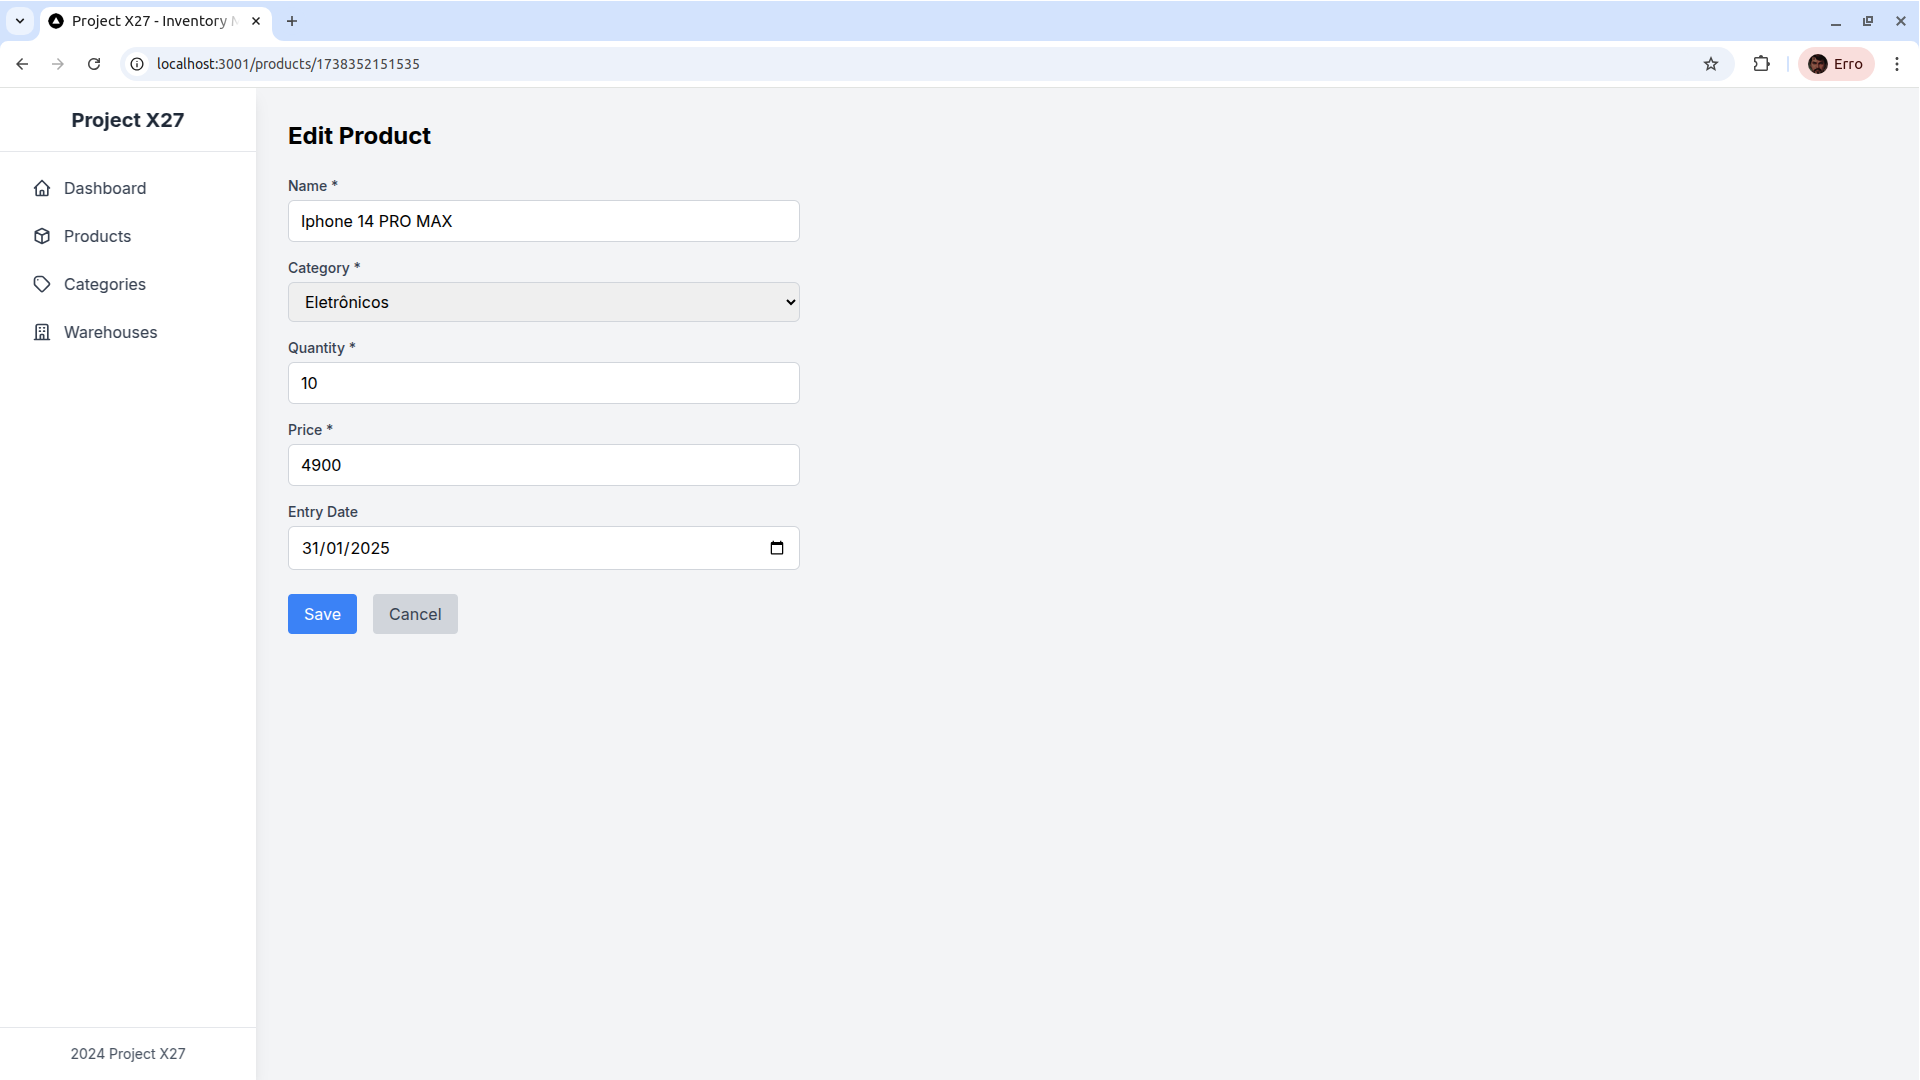 Project X27 - Inventory
Erro
localhost:3001/products/1738352151535
Project X27
Dashboard
Products
Categories
Warehouses
2024 Project X27
Edit Product
Name *
Iphone 14 PRO MAX
Category *
Eletrônicos
Quantity *
10
Price *
4900
Entry Date
31/01/2025
Save
Cancel